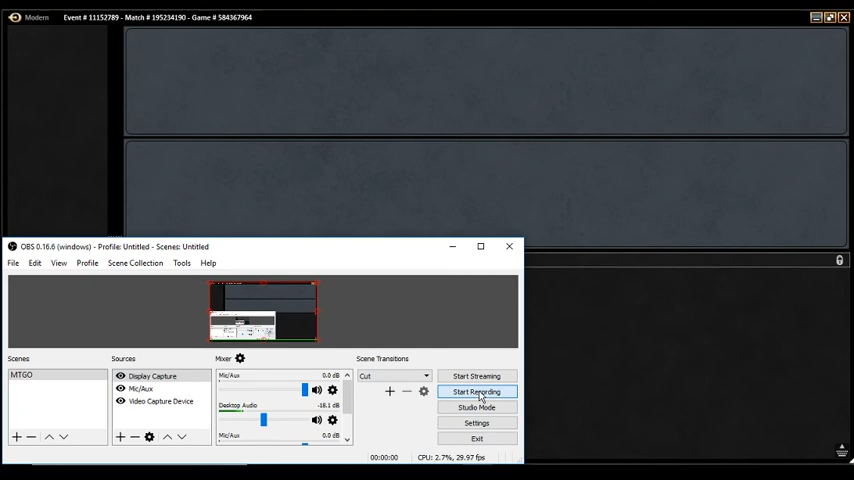 Modern Event # 11152789 - Match # 195234190 - Game # 584367964
OBS 0.16.6 (windows) - Profile: Untitled - Scenes: Untitled
File Edit View Profile Scene Collection Tools Help
Scenes Sources Mixer Scene Transitions
MTGO
Display Capture
Mic/Aux
Video Capture Device
Mic/Aux 0.0 dB
Desktop Audio -18.1 dB
Mic/Aux 0.0 dB
Cut
Start Streaming
Start Recording
Studio Mode
Settings
Exit
00:00:00 CPU: 2.7%, 29.97 fps